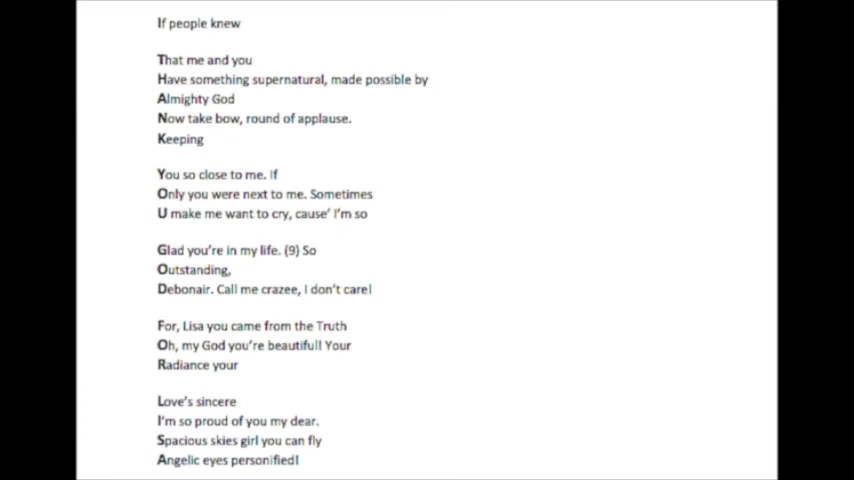 If people knew
That me and you
Have something supernatural, made possible by
Almighty God
Now take bow, round of applause.
Keeping
You so close to me. If
Only you were next to me. Sometimes
U make me want to cry, cause' I'm so
Glad you're in my life. (9) So
Outstanding,
Debonair. Call me crazee, I don't care!
For, Lisa you came from the Truth
Oh, my God you're beautiful! Your
Radiance your
Love's sincere
I'm so proud of you my dear.
Spacious skies girl you can fly
Angelic eyes personified!